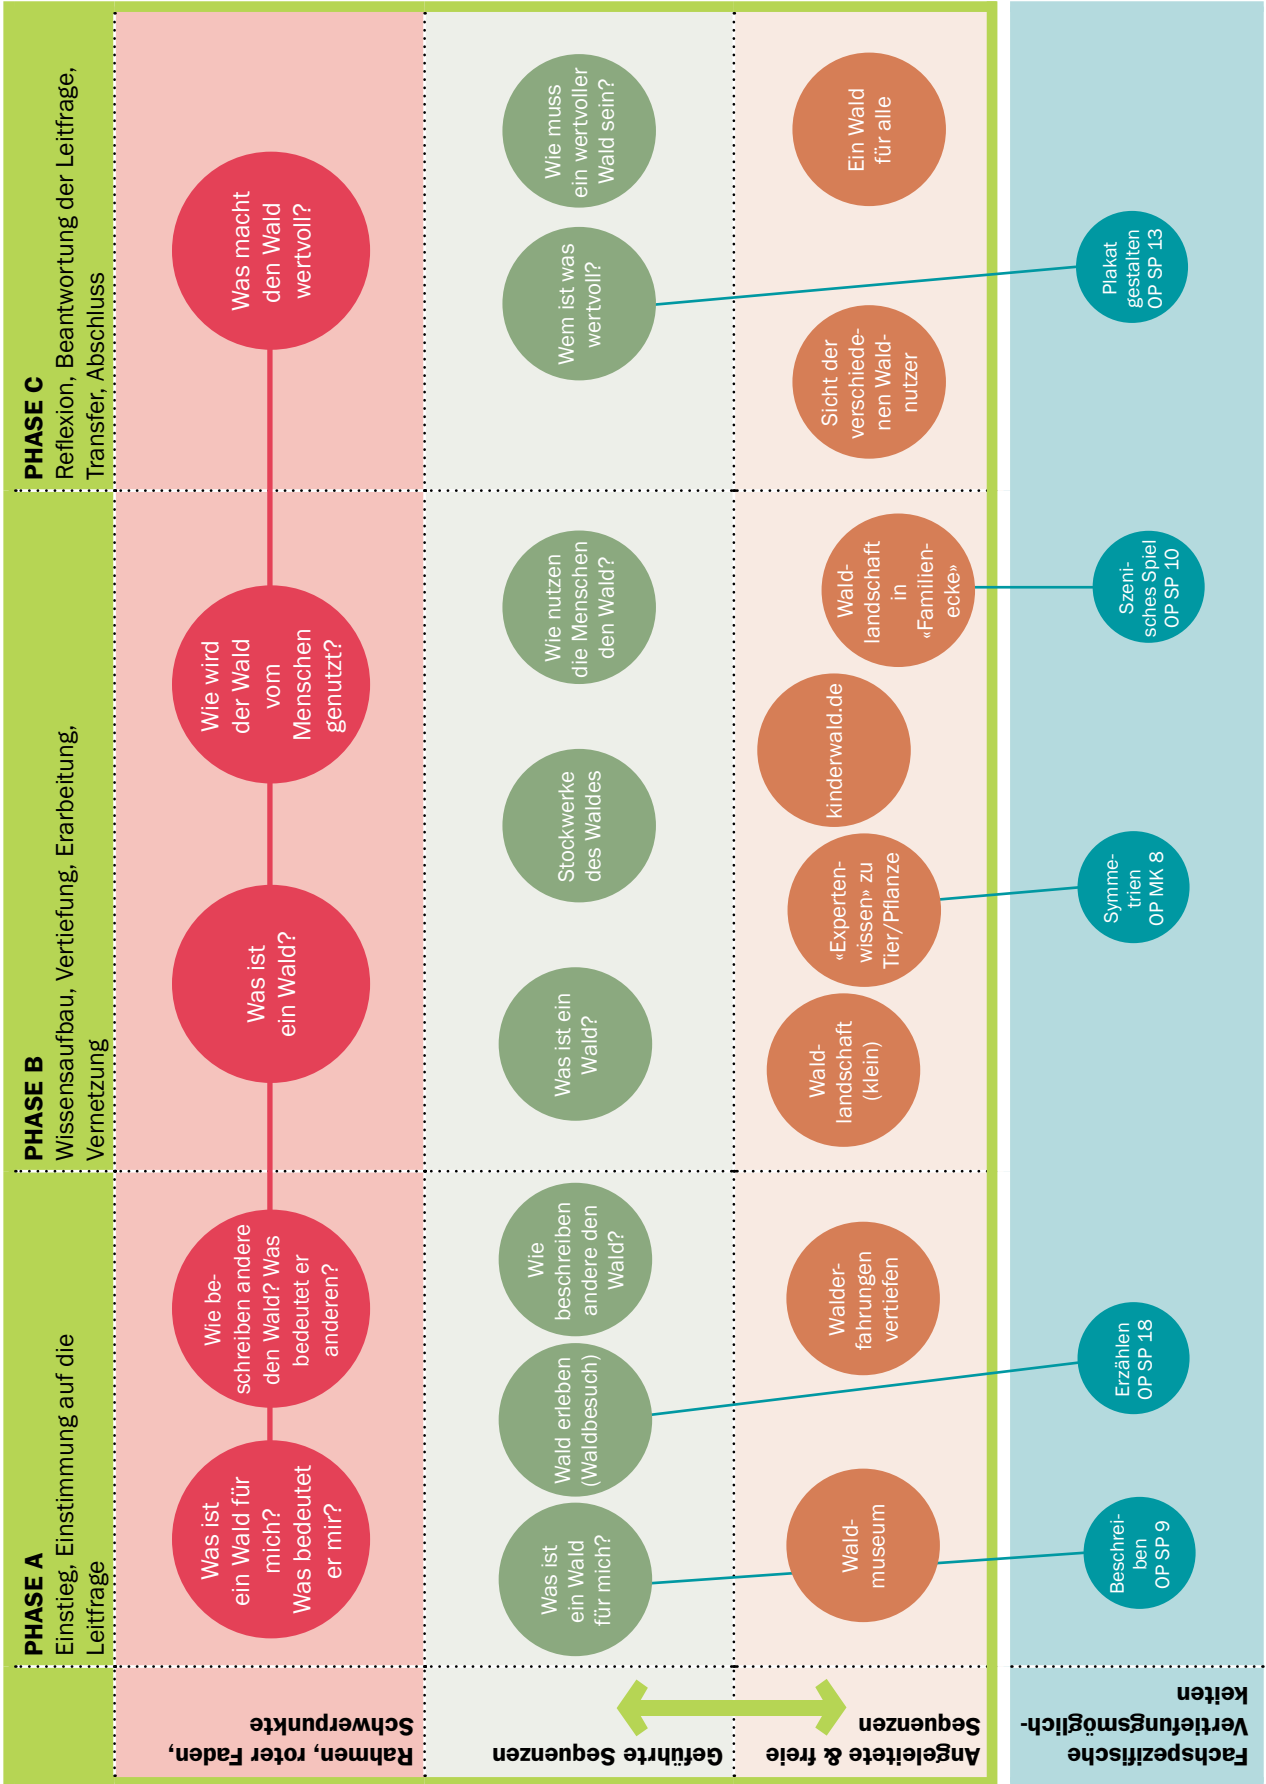 PHASE A
Einstieg, Einstimmung auf die
Leitfrage
PHASE B
Wissensaufbau, Vertiefung, Erarbeitung,
Vernetzung
PHASE C
Reflexion, Beantwortung der Leitfrage,
Transfer, Abschluss
Rahmen, roter Faden,
Schwerpunkte
Was ist
ein Wald für
mich?
Was bedeutet
er mir?
Wie be-
schreiben andere
den Wald? Was
bedeutet er
anderen?
Was ist
ein Wald?
Wie wird
der Wald
vom
Menschen
genutzt?
Was macht
den Wald
wertvoll?
Geführte Sequenzen
Was ist
ein Wald
für mich?
Wald erleben
(Waldbesuch)
Wie
beschreiben
andere den
Wald?
Was ist ein
Wald?
Stockwerke
des Waldes
Wie nutzen
die Menschen
den Wald?
Wem ist was
wertvoll?
Wie muss
ein wertvoller
Wald sein?
Angeleitete & freie
Sequenzen
Wald-
museum
Walder-
fahrungen
vertiefen
Wald-
landschaft
(klein)
«Experten-
wissen» zu
Tier/Pflanze
kinderwald.de
Wald-
landschaft
in
«Familien-
ecke»
Sicht der
verschiede-
nen Wald-
nutzer
Ein Wald
für alle
Fachspezifische
Vertiefungsmöglich-
keiten
Beschrei-
ben
OP SP 9
Erzählen
OP SP 18
Symme-
trien
OP MK 8
Szeni-
sches Spiel
OP SP 10
Plakat
gestalten
OP SP 13